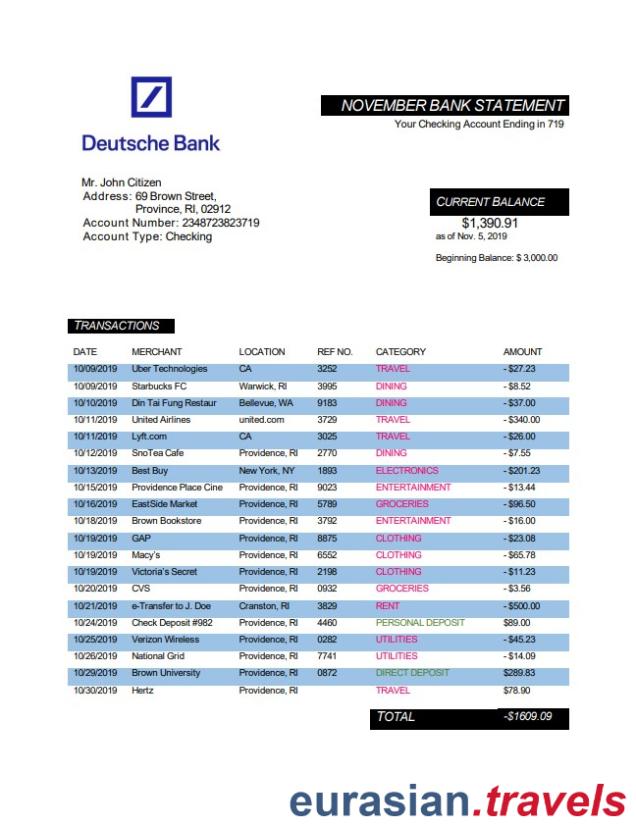 Deutsche Bank
NOVEMBER BANK STATEMENT
Your Checking Account Ending in 719
Mr. John Citizen
Address: 69 Brown Street,
Province, RI, 02912
Account Number: 2348723823719
Account Type: Checking
CURRENT BALANCE
$1,390.91
as of Nov. 5, 2019
Beginning Balance: $ 3,000.00
TRANSACTIONS
DATE MERCHANT LOCATION REF NO. CATEGORY AMOUNT
10/09/2019 Uber Technologies CA 3252 TRAVEL - $27.23
10/09/2019 Starbucks FC Warwick, RI 3995 DINING - $8.52
10/10/2019 Din Tai Fung Restaur Bellevue, WA 9183 DINING - $37.00
10/11/2019 United Airlines united.com 3729 TRAVEL - $340.00
10/11/2019 Lyft.com CA 3025 TRAVEL - $26.00
10/12/2019 SnoTea Cafe Providence, RI 2770 DINING - $7.55
10/13/2019 Best Buy New York, NY 1893 ELECTRONICS - $201.23
10/15/2019 Providence Place Cine Providence, RI 9023 ENTERTAINMENT - $13.44
10/16/2019 EastSide Market Providence, RI 5789 GROCERIES - $96.50
10/18/2019 Brown Bookstore Providence, RI 3792 ENTERTAINMENT - $16.00
10/19/2019 GAP Providence, RI 8875 CLOTHING - $23.08
10/19/2019 Macy's Providence, RI 6552 CLOTHING - $65.78
10/19/2019 Victoria's Secret Providence, RI 2198 CLOTHING - $11.23
10/20/2019 CVS Providence, RI 0932 GROCERIES - $3.56
10/21/2019 e-Transfer to J. Doe Cranston, RI 3829 RENT - $500.00
10/24/2019 Check Deposit #982 Providence, RI 4460 PERSONAL DEPOSIT $89.00
10/25/2019 Verizon Wireless Providence, RI 0282 UTILITIES - $45.23
10/26/2019 National Grid Providence, RI 7741 UTILITIES - $14.09
10/29/2019 Brown University Providence, RI 0872 DIRECT DEPOSIT $289.83
10/30/2019 Hertz Providence, RI TRAVEL $78.90
TOTAL -$1609.09
eurasian.travels